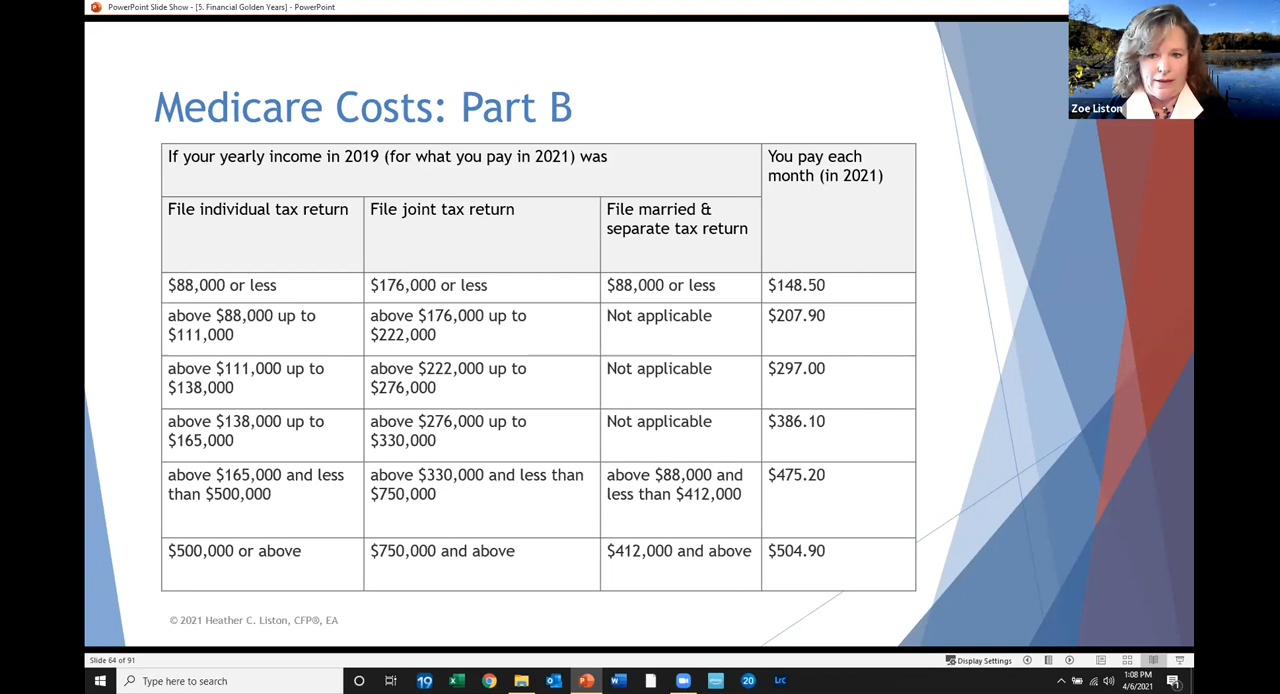 PowerPoint Slide Show - [5. Financial Golden Years] - PowerPoint
Zoe Liston
Medicare Costs: Part B
If your yearly income in 2019 (for what you pay in 2021) was
You pay each
month (in 2021)
File individual tax return
File joint tax return
File married &
separate tax return
$88,000 or less
$176,000 or less
$88,000 or less
$148.50
above $88,000 up to
$111,000
above $176,000 up to
$222,000
Not applicable
$207.90
above $111,000 up to
$138,000
above $222,000 up to
$276,000
Not applicable
$297.00
above $138,000 up to
$165,000
above $276,000 up to
$330,000
Not applicable
$386.10
above $165,000 and less
than $500,000
above $330,000 and less than
$750,000
above $88,000 and
less than $412,000
$475.20
$500,000 or above
$750,000 and above
$412,000 and above
$504.90
© 2021 Heather C. Liston, CFP®, EA
Slide 64 of 91
Display Settings
Type here to search
19
20
Lrc
1:08 PM
4/6/2021
1